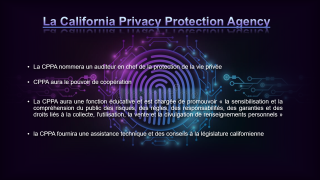 La California Privacy Protection Agency
• La CPPA nommera un auditeur en chef de la protection de la vie privée
• CPPA aura le pouvoir de coopération
• La CPPA aura une fonction éducative et est chargée de promouvoir « la sensibilisation et la
compréhension du public des risques, des règles, des responsabilités, des garanties et des
droits liés à la collecte, l'utilisation, la vente et la divulgation de renseignements personnels »
• la CPPA fournira une assistance technique et des conseils à la législature californienne